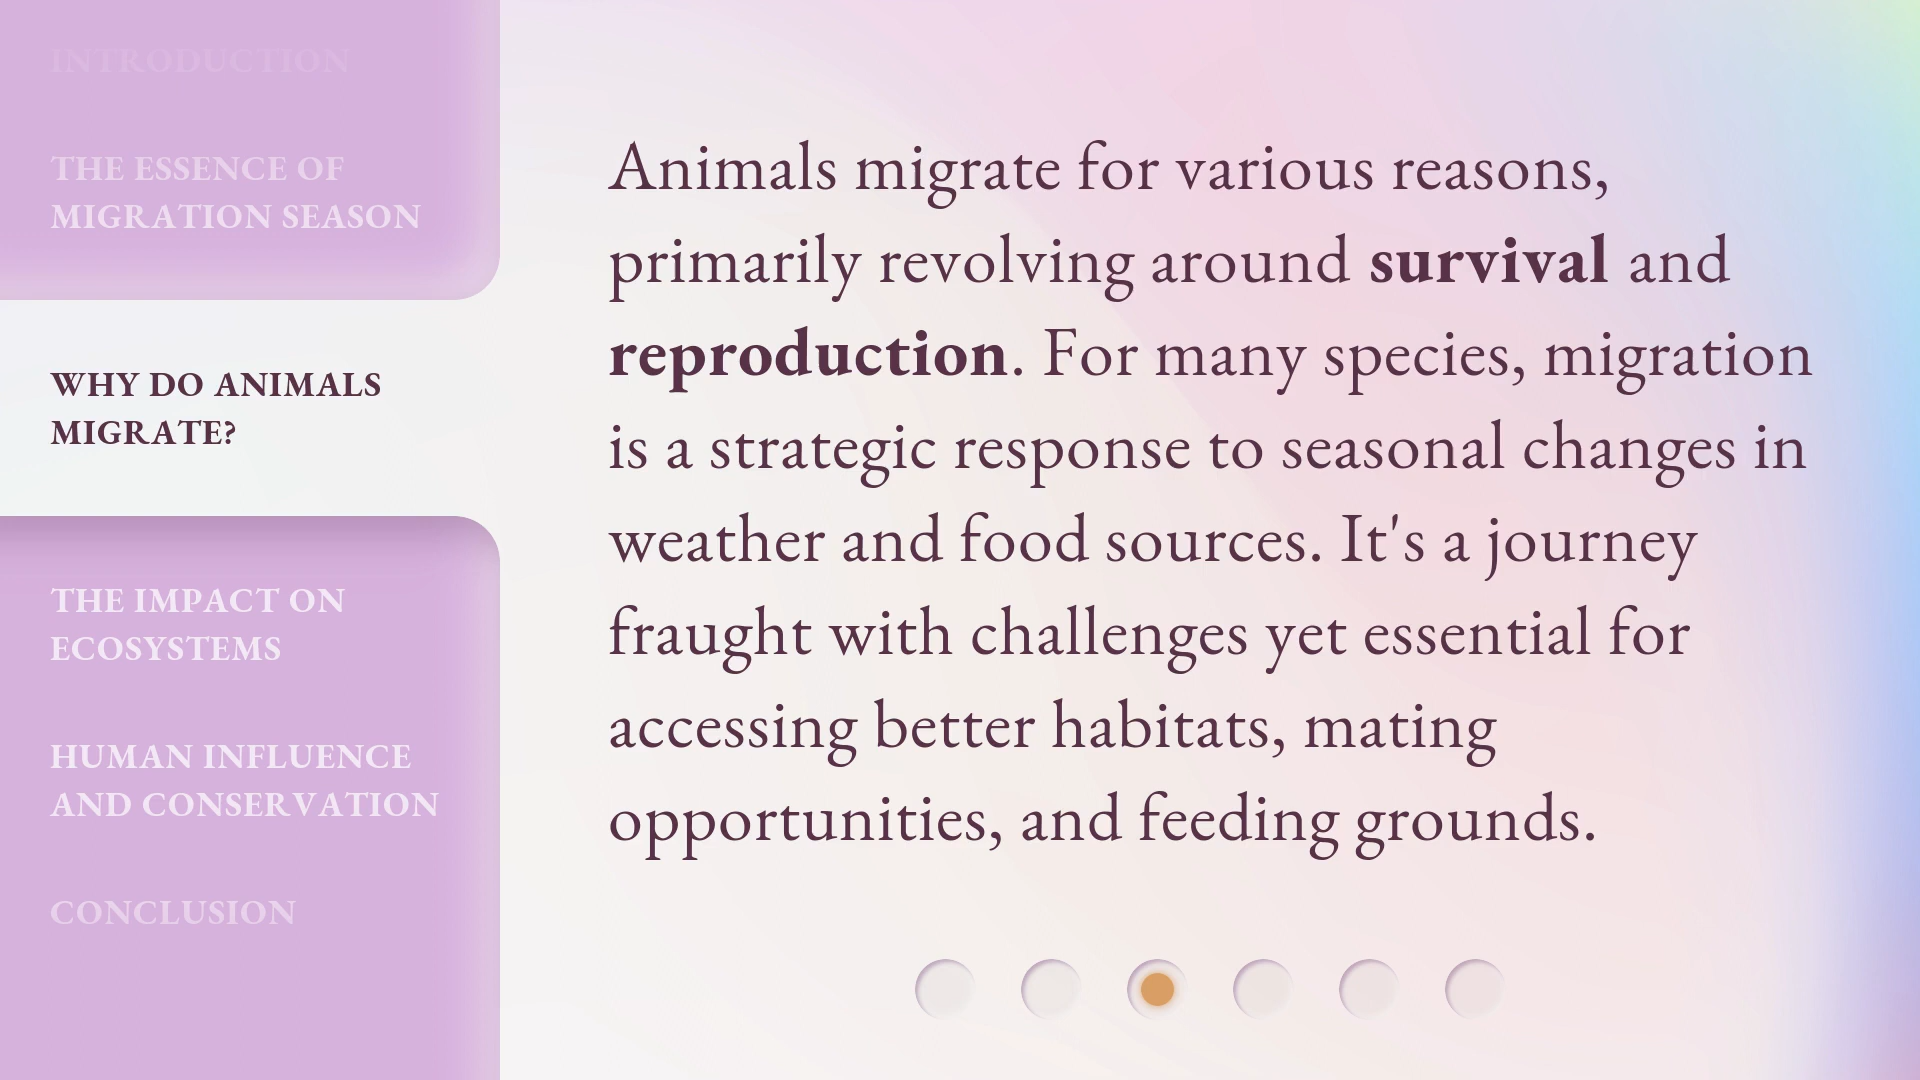 INTRODUCTION
THE ESSENCE OF
MIGRATION SEASON
WHY DO ANIMALS
MIGRATE?
THE IMPACT ON
ECOSYSTEMS
HUMAN INFLUENCE
AND CONSERVATION
CONCLUSION
Animals migrate for various reasons,
primarily revolving around survival and
reproduction. For many species, migration
is a strategic response to seasonal changes in
weather and food sources. It's a journey
fraught with challenges yet essential for
accessing better habitats, mating
opportunities, and feeding grounds.